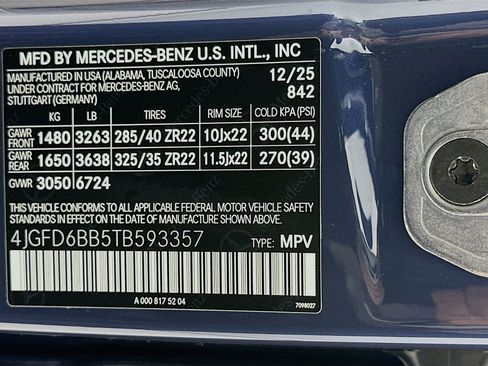 MFD BY MERCEDES-BENZ U.S. INTL., INC
MANUFACTURED IN USA (ALABAMA, TUSCALOOSA COUNTY) 12/25
UNDER CONTRACT FOR MERCEDES-BENZ AG, 842
STUTTGART (GERMANY)
KG LB TIRES RIM SIZE COLD KPA (PSI)
GAWR FRONT 1480 3263 285/40 ZR22 10Jx22 300(44)
GAWR REAR 1650 3638 325/35 ZR22 11.5Jx22 270(39)
GVWR 3050 6724
THIS VEHICLE CONFORMS TO ALL APPLICABLE FEDERAL MOTOR VEHICLE
SAFETY STANDARDS IN EFFECT ON THE DATE OF MANUFACTURE SHOWN ABOVE.
4JGFD6BB5TB593357 TYPE: MPV
A 000 817 52 04
7098027